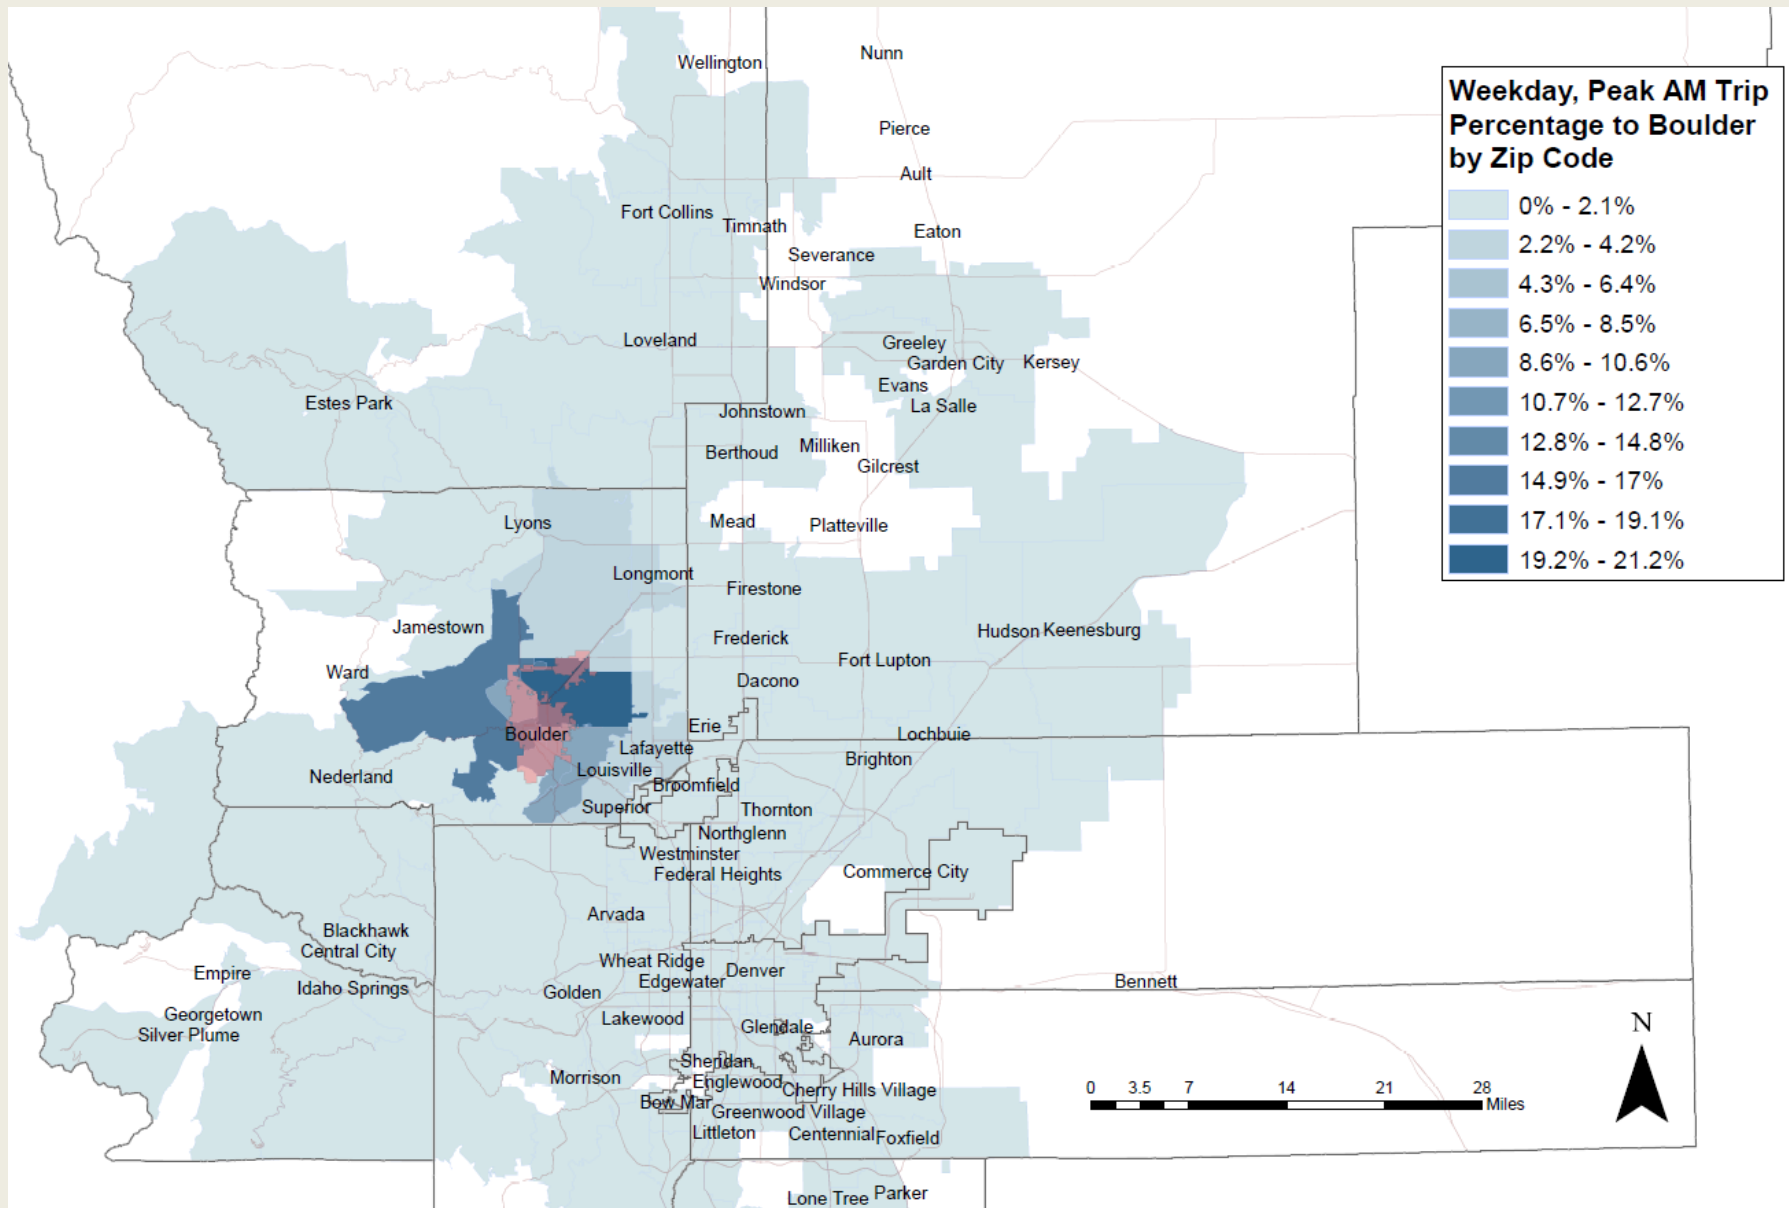 Wellington
Nunn
Weekday, Peak AM Trip
Percentage to Boulder
by Zip Code
0% - 2.1%
2.2% - 4.2%
4.3% - 6.4%
6.5% - 8.5%
8.6% - 10.6%
10.7% - 12.7%
12.8% - 14.8%
14.9% - 17%
17.1% - 19.1%
19.2% - 21.2%
Pierce
Ault
Fort Collins
Timnath
Eaton
Severance
Windsor
Loveland
Greeley
Garden City
Kersey
Evans
Estes Park
La Salle
Johnstown
Berthoud
Milliken
Gilcrest
Lyons
Mead
Platteville
Longmont
Firestone
Jamestown
Frederick
Hudson
Keenesburg
Ward
Fort Lupton
Dacono
Boulder
Erie
Lochbuie
Lafayette
Brighton
Nederland
Louisville
Broomfield
Superior
Thornton
Northglenn
Westminster
Federal Heights
Commerce City
Arvada
Blackhawk
Central City
Wheat Ridge
Denver
Empire
Edgewater
Bennett
Idaho Springs
Golden
Georgetown
Lakewood
Silver Plume
Glendale
Aurora
N
Sheridan
Morrison
Englewood
Cherry Hills Village
0 3.5 7 14 21 28
Miles
Bow Mar
Greenwood Village
Littleton
Centennial
Foxfield
Lone Tree
Parker